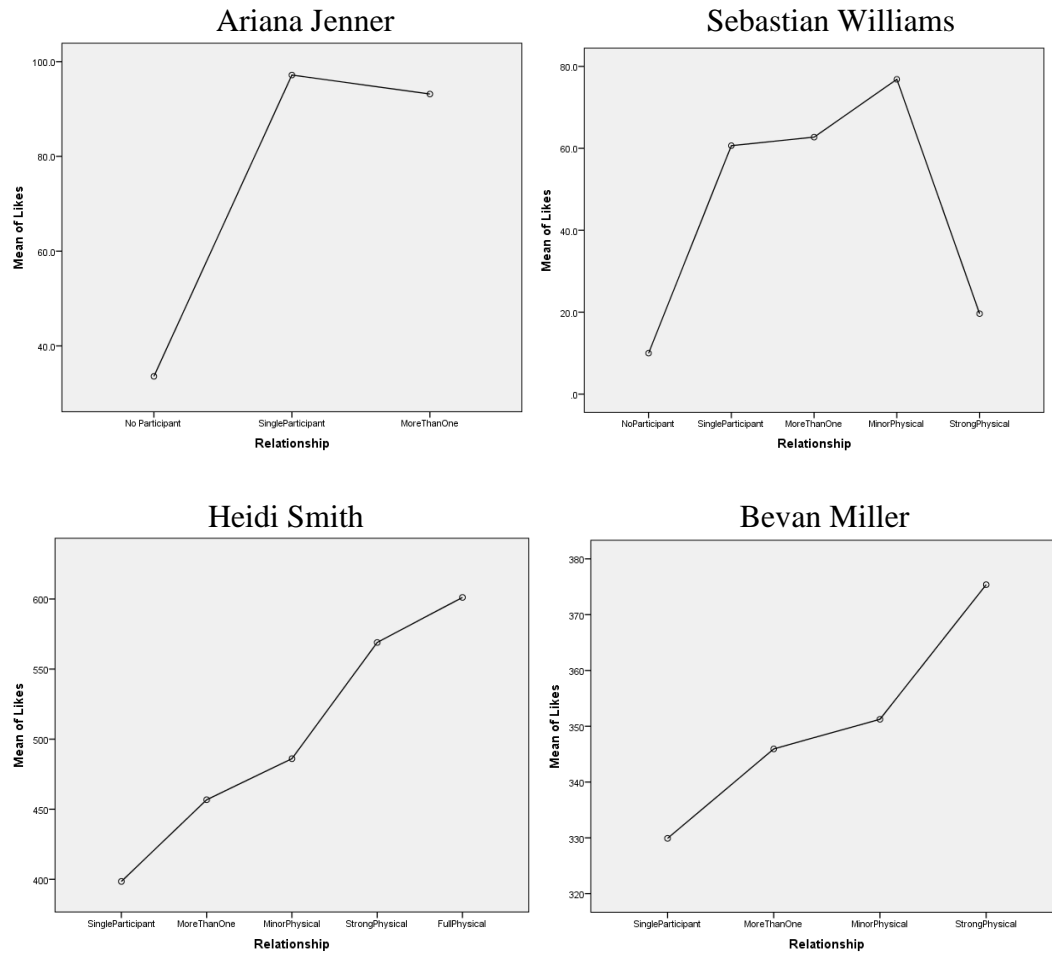 Ariana Jenner
Mean of Likes
100.0
80.0
60.0
40.0
No Participant SingleParticipant MoreThanOne
Relationship
Sebastian Williams
Mean of Likes
80.0
60.0
40.0
20.0
.0
NoParticipant SingleParticipant MoreThanOne MinorPhysical StrongPhysical
Relationship
Heidi Smith
Mean of Likes
600
550
500
450
400
SingleParticipant MoreThanOne MinorPhysical StrongPhysical FullPhysical
Relationship
Bevan Miller
Mean of Likes
380
370
360
350
340
330
320
SingleParticipant MoreThanOne MinorPhysical StrongPhysical
Relationship